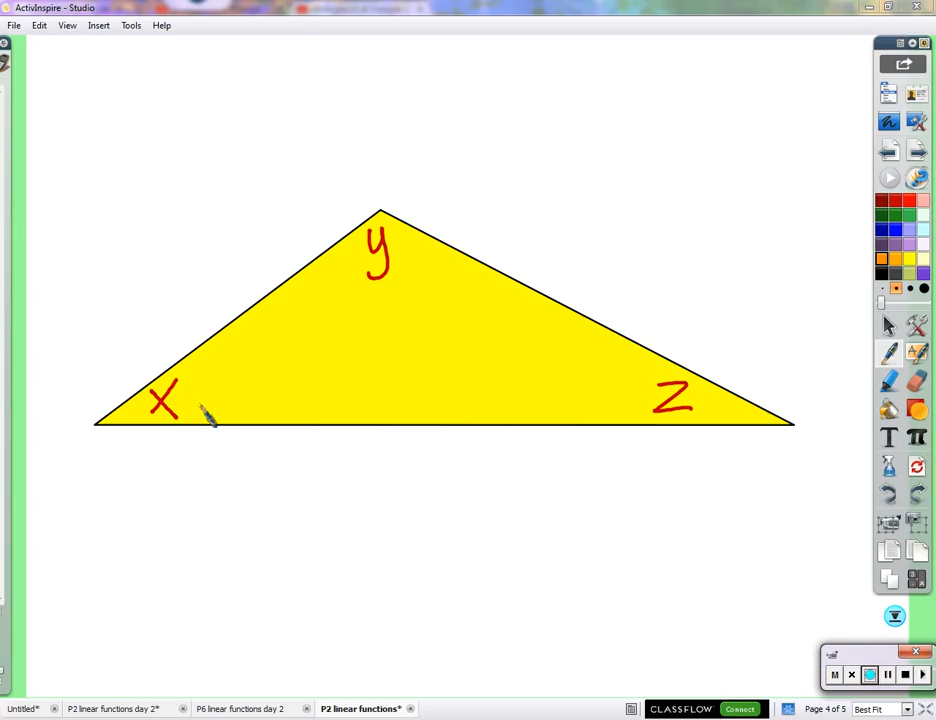 ActivInspire - Studio
File Edit View Insert Tools Help
y
x
z
M
Untitled* P2 linear functions day 2* P6 linear functions day 2 P2 linear functions* CLASSFLOW Connect Page 4 of 5 Best Fit